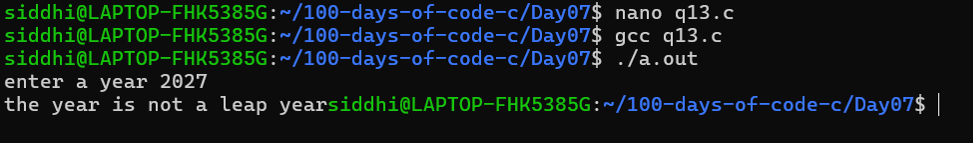 siddhi@LAPTOP-FHK5385G:~/100-days-of-code-c/Day07$ nano q13.c
siddhi@LAPTOP-FHK5385G:~/100-days-of-code-c/Day07$ gcc q13.c
siddhi@LAPTOP-FHK5385G:~/100-days-of-code-c/Day07$ ./a.out
enter a year 2027
the year is not a leap yearsiddhi@LAPTOP-FHK5385G:~/100-days-of-code-c/Day07$